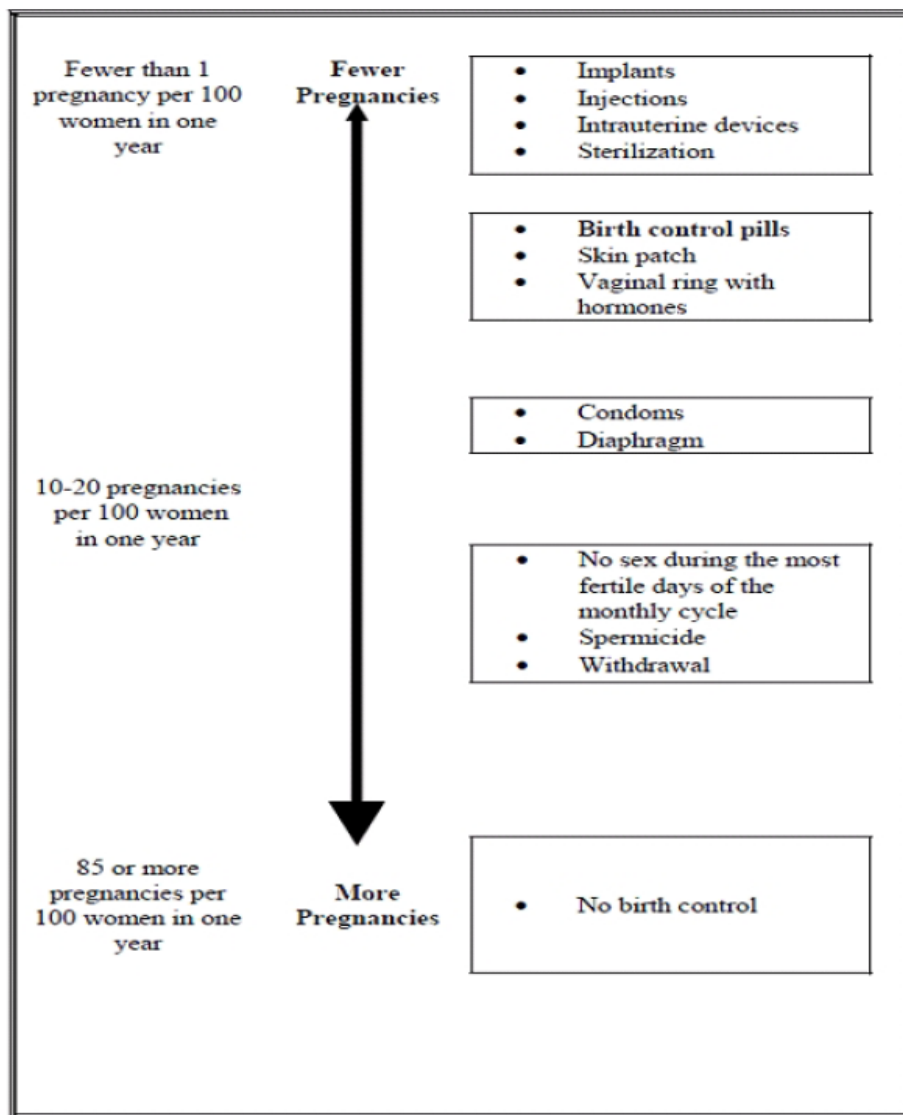 Fewer than 1
pregnancy per 100
women in one
year
Fewer
Pregnancies
• Implants
• Injections
• Intrauterine devices
• Sterilization
• Birth control pills
• Skin patch
• Vaginal ring with
hormones
• Condoms
• Diaphragm
10-20 pregnancies
per 100 women
in one year
• No sex during the most
fertile days of the
monthly cycle
• Spermicide
• Withdrawal
85 or more
pregnancies per
100 women in one
year
More
Pregnancies
• No birth control